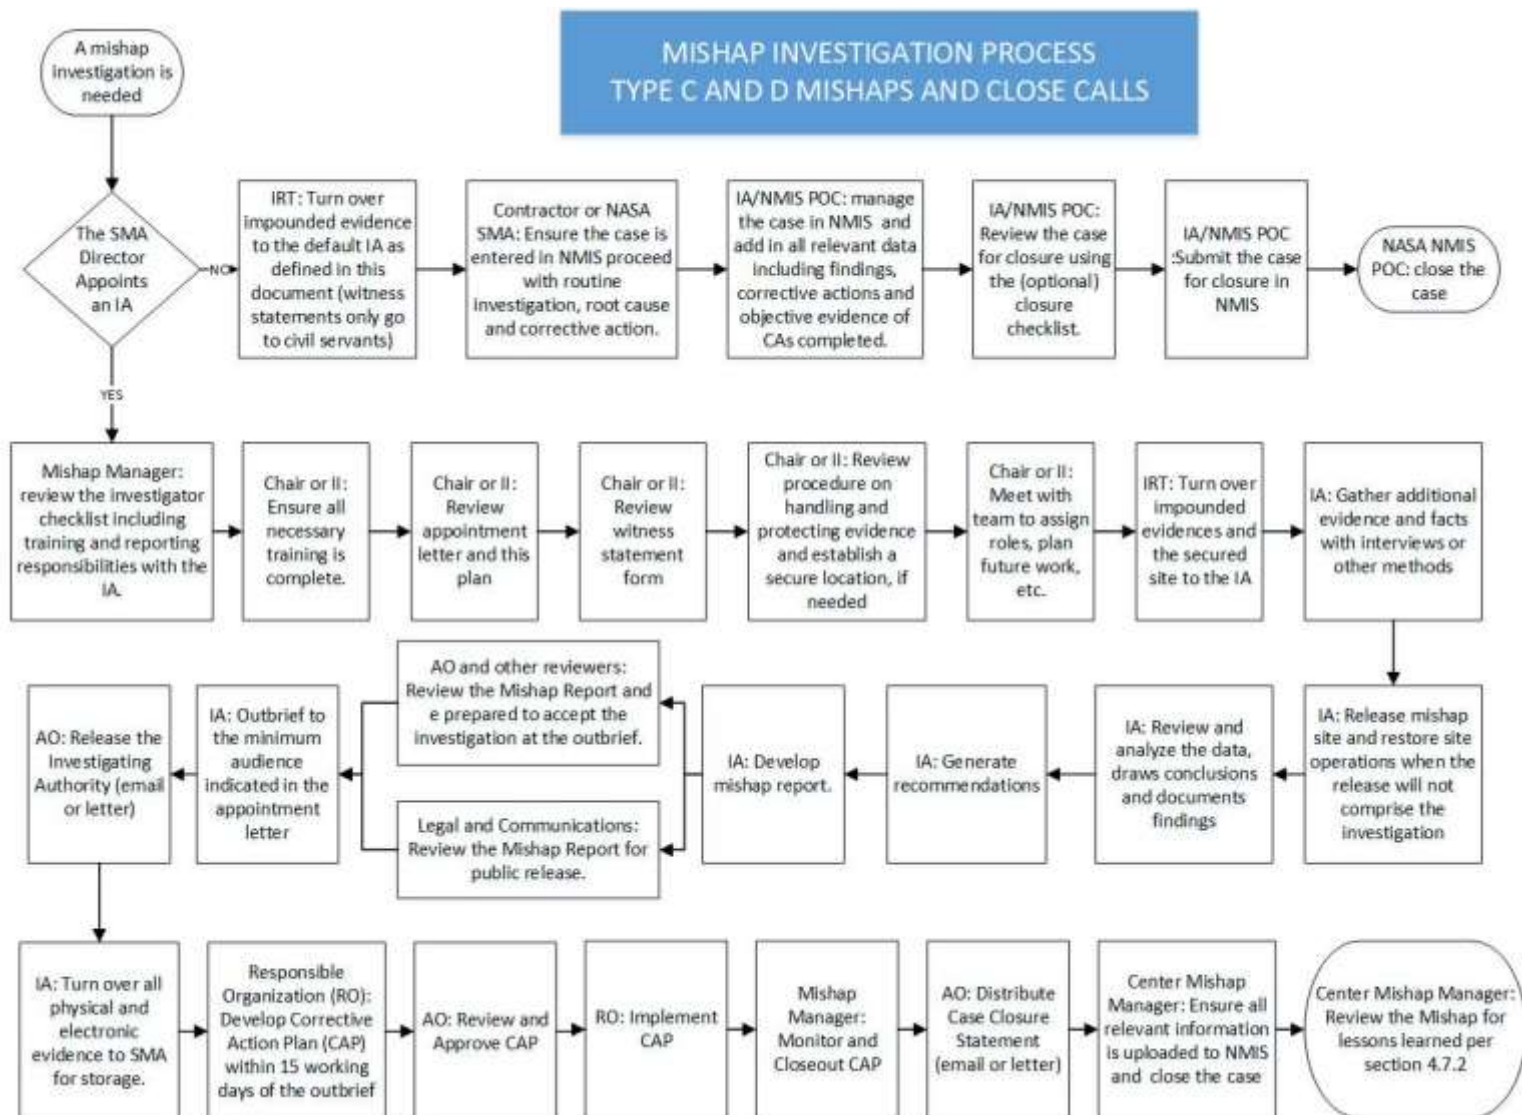 A mishap
investigation is
needed
MISHAP INVESTIGATION PROCESS
TYPE C AND D MISHAPS AND CLOSE CALLS
The SMA
Director
Appoints
an IA
NO
IRT: Turn over
impounded evidence
to the default IA as
defined in this
document (witness
statements only go
to civil servants)
Contractor or NASA
SMA: Ensure the case is
entered in NMIS proceed
with routine
investigation, root cause
and corrective action.
IA/NMIS POC: manage
the case in NMIS and
add in all relevant data
including findings,
corrective actions and
objective evidence of
CAs completed.
IA/NMIS POC:
Review the case
for closure using
the (optional)
closure
checklist.
IA/NMIS POC
:Submit the case
for closure in
NMIS
NASA NMIS
POC: close the
case
YES
Mishap Manager:
review the investigator
checklist including
training and reporting
responsibilities with the
IA.
Chair or II:
Ensure all
necessary
training is
complete.
Chair or II:
Review
appointment
letter and this
plan
Chair or II:
Review
witness
statement
form
Chair or II: Review
procedure on
handling and
protecting evidence
and establish a
secure location, if
needed
Chair or II:
Meet with
team to assign
roles, plan
future work,
etc.
IRT: Turn over
impounded
evidences and
the secured
site to the IA
IA: Gather additional
evidence and facts
with interviews or
other methods
AO: Release the
Investigating
Authority (email
or letter)
IA: Outbrief to
the minimum
audience
indicated in the
appointment
letter
AO and other reviewers:
Review the Mishap Report and
e prepared to accept the
investigation at the outbrief.
Legal and Communications:
Review the Mishap Report for
public release.
IA: Develop
mishap report.
IA: Generate
recommendations
IA: Review and
analyze the data,
draws conclusions
and documents
findings
IA: Release mishap
site and restore site
operations when the
release will not
comprise the
investigation
IA: Turn over all
physical and
electronic
evidence to SMA
for storage.
Responsible
Organization (RO):
Develop Corrective
Action Plan (CAP)
within 15 working
days of the outbrief
AO: Review and
Approve CAP
RO: Implement
CAP
Mishap
Manager:
Monitor and
Closeout CAP
AO: Distribute
Case Closure
Statement
(email or letter)
Center Mishap
Manager: Ensure all
relevant information
is uploaded to NMIS
and close the case
Center Mishap Manager:
Review the Mishap for
lessons learned per
section 4.7.2